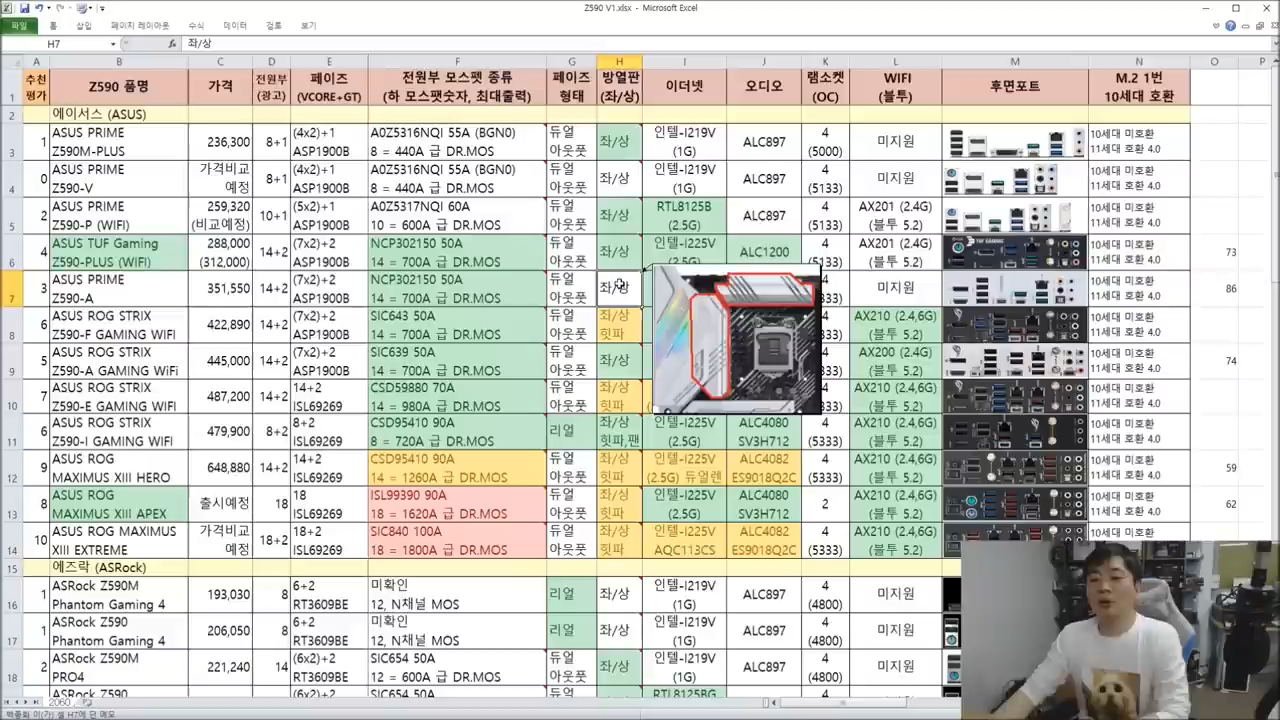 Z590 V1.xlsx - Microsoft Excel
파일 홈 삽입 페이지 레이아웃 수식 데이터 검토 보기
H7 fx 좌/상
A B C D E F G H I J K L M N O P
1 추천 평가 Z590 품명 가격 전원부 (광고) 페이즈 (VCORE+GT) 전원부 모스펫 종류 (하 모스펫숫자, 최대출력) 페이즈 형태 방열판 (좌/상) 이더넷 오디오 램소켓 (OC) WIFI (블투) 후면포트 M.2 1번 10세대 호환
2 에이서스 (ASUS)
3 1 ASUS PRIME Z590M-PLUS 236,300 8+1 (4x2)+1 ASP1900B A0Z5316NQI 55A (BGN0) 8 = 440A 급 DR.MOS 듀얼 아웃풋 좌/상 인텔-I219V (1G) ALC897 4 (5000) 미지원 10세대 미호환 11세대 호환 4.0
4 0 ASUS PRIME Z590-V 가격비교 예정 8+1 (4x2)+1 ASP1900B A0Z5316NQI 55A (BGN0) 8 = 440A 급 DR.MOS 듀얼 아웃풋 좌/상 인텔-I219V (1G) ALC897 4 (5133) 미지원 10세대 미호환 11세대 호환 4.0
5 2 ASUS PRIME Z590-P (WIFI) 259,320 (비교예정) 10+1 (5x2)+1 ASP1900B A0Z5317NQI 60A 10 = 600A 급 DR.MOS 듀얼 아웃풋 좌/상 RTL8125B (2.5G) ALC897 4 (5133) AX201 (2.4G) (블투 5.2) 10세대 미호환 11세대 호환 4.0
6 4 ASUS TUF Gaming Z590-PLUS (WIFI) 288,000 (312,000) 14+2 (7x2)+2 ASP1900B NCP302150 50A 14 = 700A 급 DR.MOS 듀얼 아웃풋 좌/상 인텔-I225V (2.5G) ALC1200 4 (5133) AX201 (2.4G) (블투 5.2) 10세대 미호환 11세대 호환 4.0 73
7 3 ASUS PRIME Z590-A 351,550 14+2 (7x2)+2 ASP1900B NCP302150 50A 14 = 700A 급 DR.MOS 듀얼 아웃풋 좌/상 4 미지원 10세대 미호환 11세대 호환 4.0 86
8 6 ASUS ROG STRIX Z590-F GAMING WIFI 422,890 14+2 (7x2)+2 ASP1900B SIC643 50A 14 = 700A 급 DR.MOS 듀얼 아웃풋 좌/상 힛파 4 AX210 (2.4,6G) (블투 5.2) 10세대 미호환 11세대 호환 4.0
9 5 ASUS ROG STRIX Z590-A GAMING WiFi 445,000 14+2 (7x2)+2 ASP1900B SIC639 50A 14 = 700A 급 DR.MOS 듀얼 아웃풋 좌/상 4 AX200 (2.4G) (블투 5.2) 10세대 미호환 11세대 호환 4.0 74
10 7 ASUS ROG STRIX Z590-E GAMING WIFI 487,200 14+2 14+2 ISL69269 CSD59880 70A 14 = 980A 급 DR.MOS 듀얼 아웃풋 좌/상 힛파 4 AX210 (2.4,6G) (블투 5.2) 10세대 미호환 11세대 호환 4.0
11 6 ASUS ROG STRIX Z590-I GAMING WIFI 479,900 8+2 8+2 ISL69269 CSD95410 90A 8 = 720A 급 DR.MOS 리얼 좌/상 힛파,팬 인텔-I225V (2.5G) ALC4080 SV3H712 4 (5333) AX210 (2.4,6G) (블투 5.2) 10세대 미호환 11세대 호환 4.0
12 9 ASUS ROG MAXIMUS XIII HERO 648,880 14+2 14+2 ISL69269 CSD95410 90A 14 = 1260A 급 DR.MOS 듀얼 아웃풋 좌/상 힛파 인텔-I225V (2.5G) 듀얼렌 ALC4082 ES9018Q2C 4 (5333) AX210 (2.4,6G) (블투 5.2) 10세대 미호환 11세대 호환 4.0 59
13 8 ASUS ROG MAXIMUS XIII APEX 출시예정 18 18 ISL69269 ISL99390 90A 18 = 1620A 급 DR.MOS 듀얼 아웃풋 좌/상 힛파 인텔-I225V (2.5G) ALC4080 SV3H712 2 AX210 (2.4,6G) (블투 5.2) 10세대 미호환 11세대 호환 4.0 62
14 10 ASUS ROG MAXIMUS XIII EXTREME 가격비교 예정 18+2 18+2 ISL69269 SIC840 100A 18 = 1800A 급 DR.MOS 듀얼 아웃풋 좌/상 힛파 인텔-I225V AQC113CS ALC4082 ES9018Q2C 4 (5333) AX210 (2.4,6G) (블투 5.2) 10세대 미호환 11세대 호환 4.0
15 에즈락 (ASRock)
16 1 ASRock Z590M Phantom Gaming 4 193,030 8 6+2 RT3609BE 미확인 12, N채널 MOS 리얼 좌/상 인텔-I219V (1G) ALC897 4 (4800) 미지원
17 1 ASRock Z590 Phantom Gaming 4 206,050 8 6+2 RT3609BE 미확인 12, N채널 MOS 리얼 좌/상 인텔-I219V (1G) ALC897 4 (4800) 미지원
18 2 ASRock Z590M PRO4 221,240 14 (6x2)+2 RT3609BE SIC654 50A 12 = 600A 급 DR.MOS 듀얼 아웃풋 좌/상 인텔-I219V (1G) ALC897 4 (4800) 미지원
ASRock Z590 (6x2)+2 SIC654 50A 듀얼 RTL8125BG 4
2060